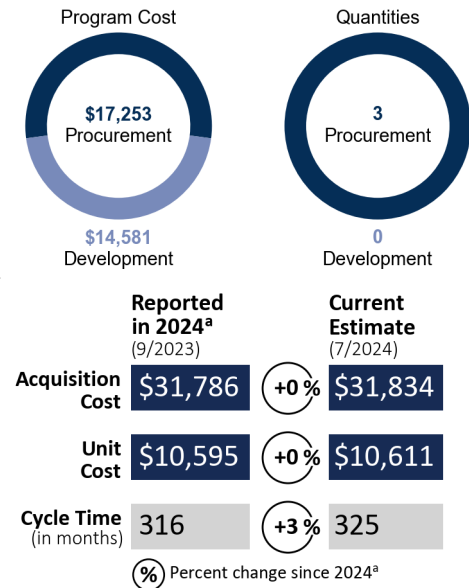 Program Cost
Quantities
$17,253
Procurement
3
Procurement
$14,581
Development
0
Development
Reported
in 2024ᵃ
(9/2023)
Current
Estimate
(7/2024)
Acquisition
Cost
$31,786
+0 %
$31,834
Unit
Cost
$10,595
+0 %
$10,611
Cycle Time
(in months)
316
+3 %
325
% Percent change since 2024ᵃ